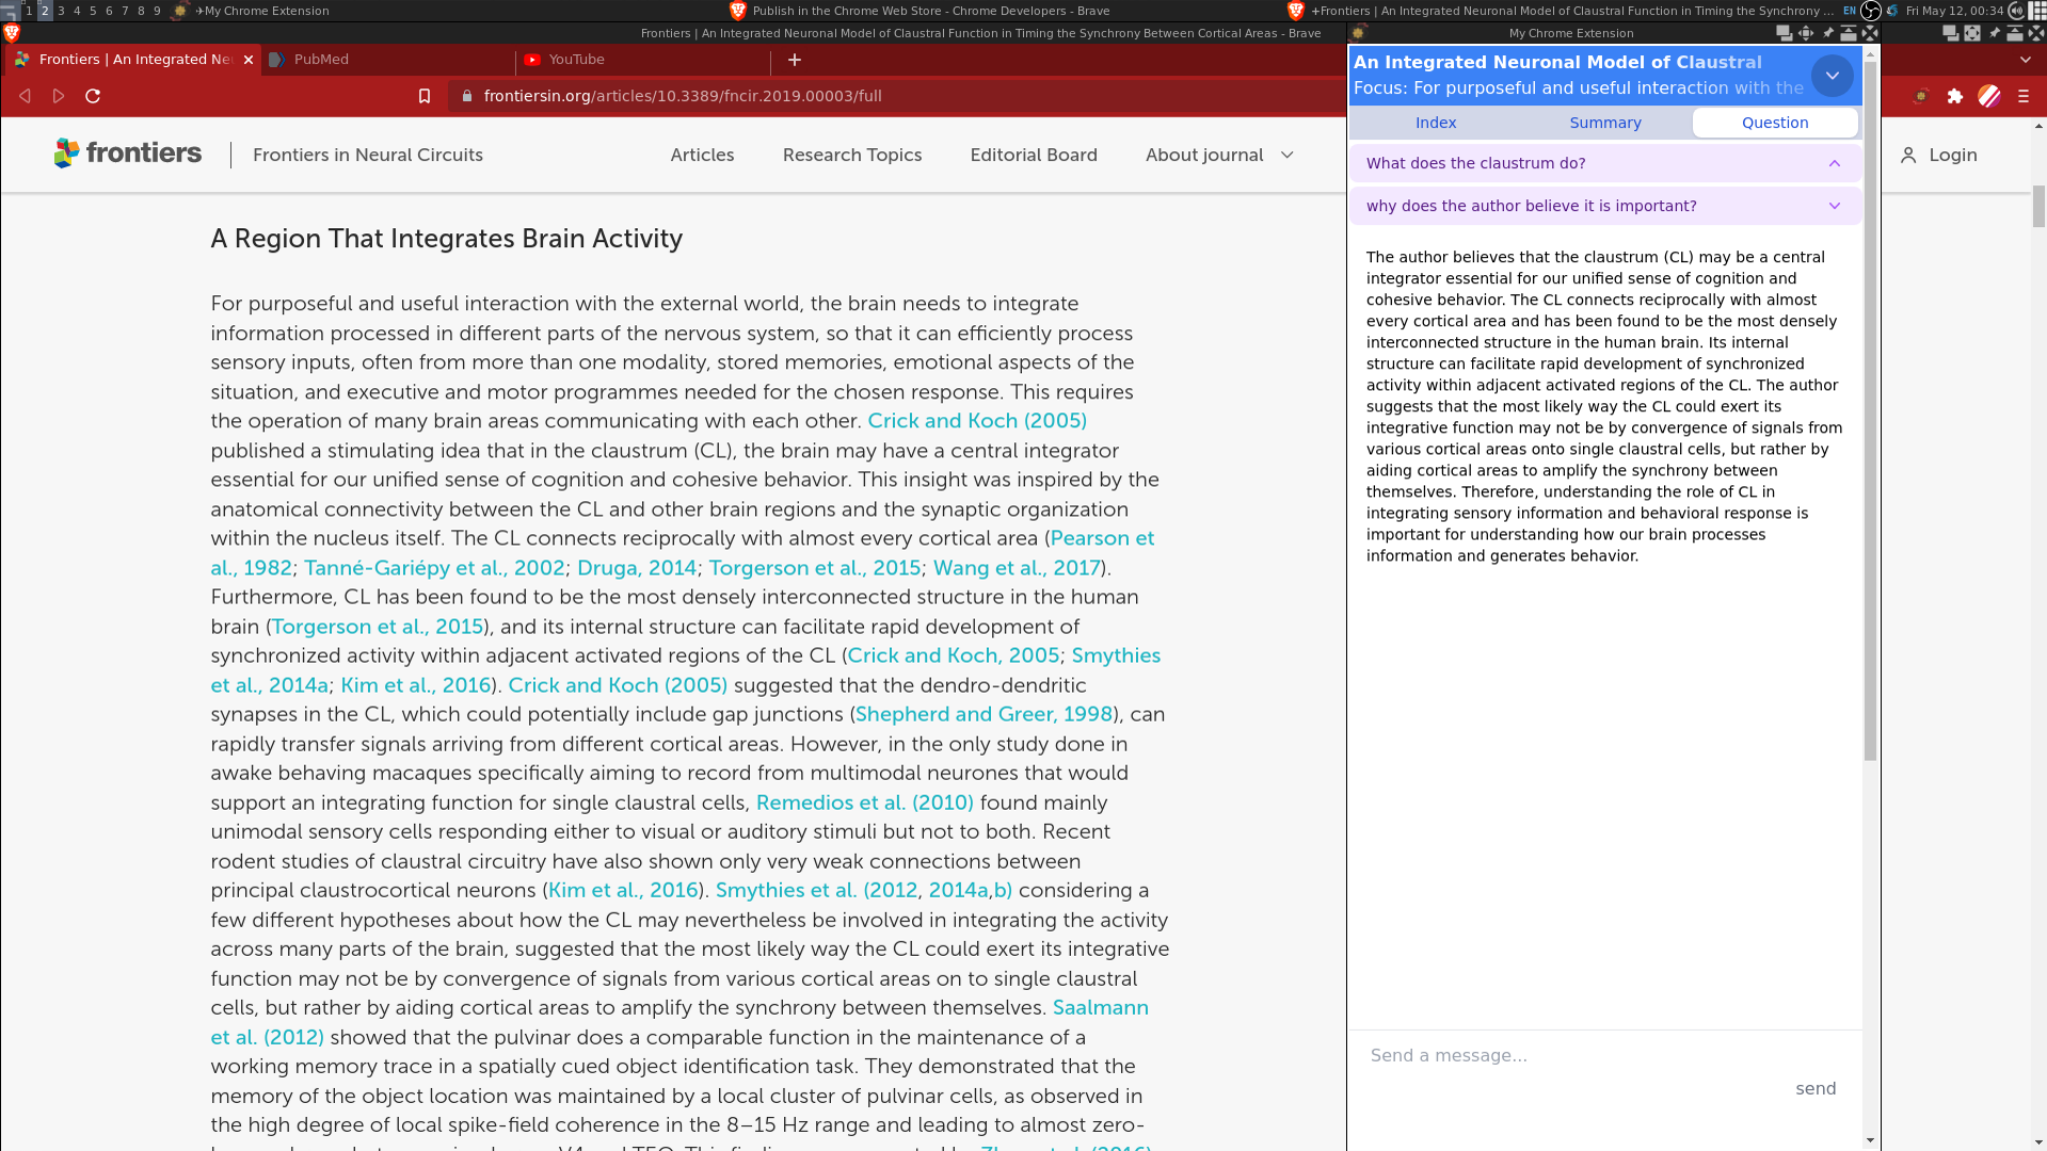 1 2 3 4 5 6 7 8 9 My Chrome Extension
Publish in the Chrome Web Store - Chrome Developers - Brave
+Frontiers | An Integrated Neuronal Model of Claustral Function in Timing the Synchrony ...
EN
Fri May 12, 00:34
Frontiers | An Integrated Neuronal Model of Claustral Function in Timing the Synchrony Between Cortical Areas - Brave
Frontiers | An Integrated Ne
PubMed
YouTube
frontiersin.org/articles/10.3389/fncir.2019.00003/full
frontiers
Frontiers in Neural Circuits
Articles
Research Topics
Editorial Board
About journal
Login
A Region That Integrates Brain Activity
For purposeful and useful interaction with the external world, the brain needs to integrate
information processed in different parts of the nervous system, so that it can efficiently process
sensory inputs, often from more than one modality, stored memories, emotional aspects of the
situation, and executive and motor programmes needed for the chosen response. This requires
the operation of many brain areas communicating with each other. Crick and Koch (2005)
published a stimulating idea that in the claustrum (CL), the brain may have a central integrator
essential for our unified sense of cognition and cohesive behavior. This insight was inspired by the
anatomical connectivity between the CL and other brain regions and the synaptic organization
within the nucleus itself. The CL connects reciprocally with almost every cortical area (Pearson et
al., 1982; Tanné-Gariépy et al., 2002; Druga, 2014; Torgerson et al., 2015; Wang et al., 2017).
Furthermore, CL has been found to be the most densely interconnected structure in the human
brain (Torgerson et al., 2015), and its internal structure can facilitate rapid development of
synchronized activity within adjacent activated regions of the CL (Crick and Koch, 2005; Smythies
et al., 2014a; Kim et al., 2016). Crick and Koch (2005) suggested that the dendro-dendritic
synapses in the CL, which could potentially include gap junctions (Shepherd and Greer, 1998), can
rapidly transfer signals arriving from different cortical areas. However, in the only study done in
awake behaving macaques specifically aiming to record from multimodal neurones that would
support an integrating function for single claustral cells, Remedios et al. (2010) found mainly
unimodal sensory cells responding either to visual or auditory stimuli but not to both. Recent
rodent studies of claustral circuitry have also shown only very weak connections between
principal claustrocortical neurons (Kim et al., 2016). Smythies et al. (2012, 2014a,b) considering a
few different hypotheses about how the CL may nevertheless be involved in integrating the activity
across many parts of the brain, suggested that the most likely way the CL could exert its integrative
function may not be by convergence of signals from various cortical areas on to single claustral
cells, but rather by aiding cortical areas to amplify the synchrony between themselves. Saalmann
et al. (2012) showed that the pulvinar does a comparable function in the maintenance of a
working memory trace in a spatially cued object identification task. They demonstrated that the
memory of the object location was maintained by a local cluster of pulvinar cells, as observed in
the high degree of local spike-field coherence in the 8–15 Hz range and leading to almost zero-
My Chrome Extension
An Integrated Neuronal Model of Claustral
Focus: For purposeful and useful interaction with the
Index
Summary
Question
What does the claustrum do?
why does the author believe it is important?
The author believes that the claustrum (CL) may be a central
integrator essential for our unified sense of cognition and
cohesive behavior. The CL connects reciprocally with almost
every cortical area and has been found to be the most densely
interconnected structure in the human brain. Its internal
structure can facilitate rapid development of synchronized
activity within adjacent activated regions of the CL. The author
suggests that the most likely way the CL could exert its
integrative function may not be by convergence of signals from
various cortical areas onto single claustral cells, but rather by
aiding cortical areas to amplify the synchrony between
themselves. Therefore, understanding the role of CL in
integrating sensory information and behavioral response is
important for understanding how our brain processes
information and generates behavior.
Send a message...
send